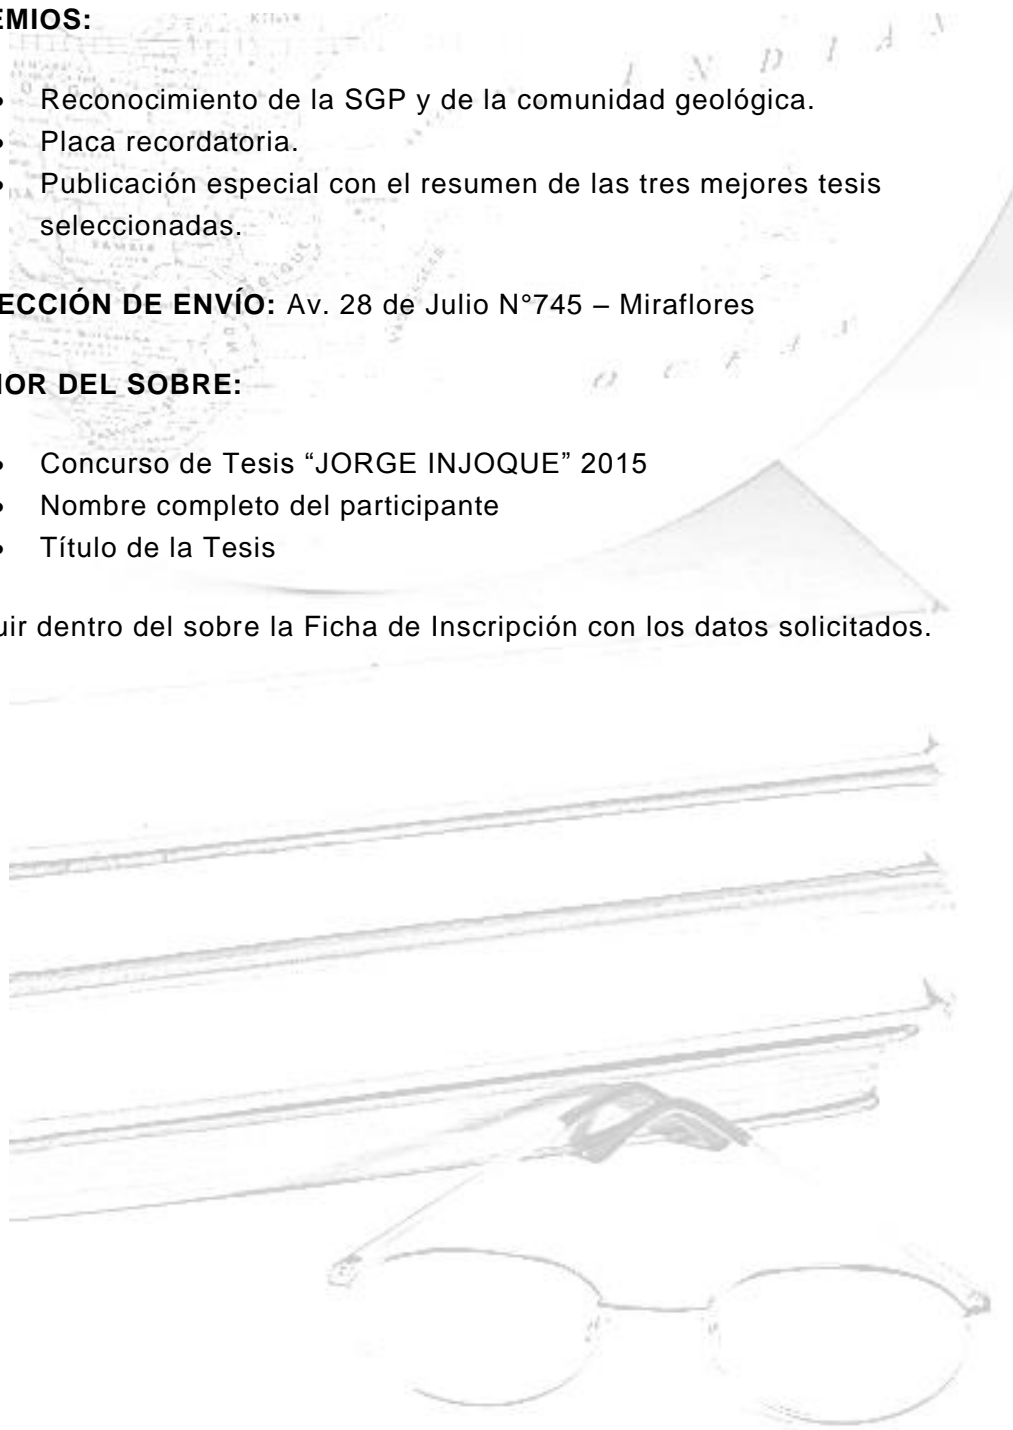 EMIOS:
• Reconocimiento de la SGP y de la comunidad geológica.
• Placa recordatoria.
• Publicación especial con el resumen de las tres mejores tesis
seleccionadas.
ECCIÓN DE ENVÍO: Av. 28 de Julio N°745 – Miraflores
IOR DEL SOBRE:
• Concurso de Tesis “JORGE INJOQUE” 2015
• Nombre completo del participante
• Título de la Tesis
uir dentro del sobre la Ficha de Inscripción con los datos solicitados.